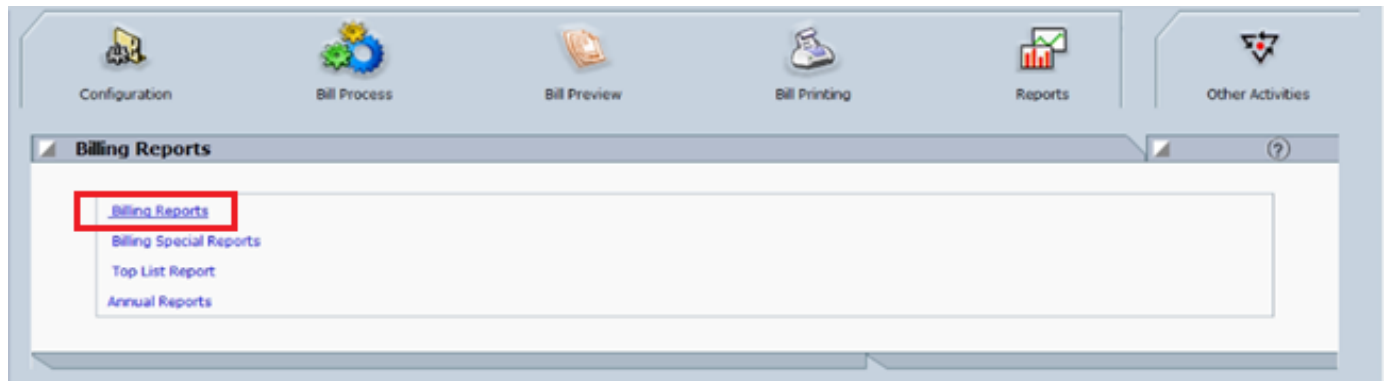 Configuration Bill Process Bill Preview Bill Printing Reports Other Activities
Billing Reports ?
Billing Reports
Billing Special Reports
Top List Report
Annual Reports